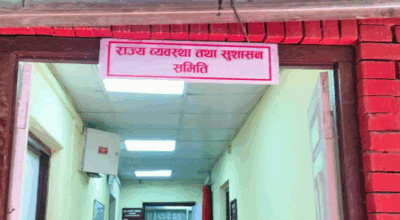 राज्य व्यवस्था तथा सुशासन
समिति